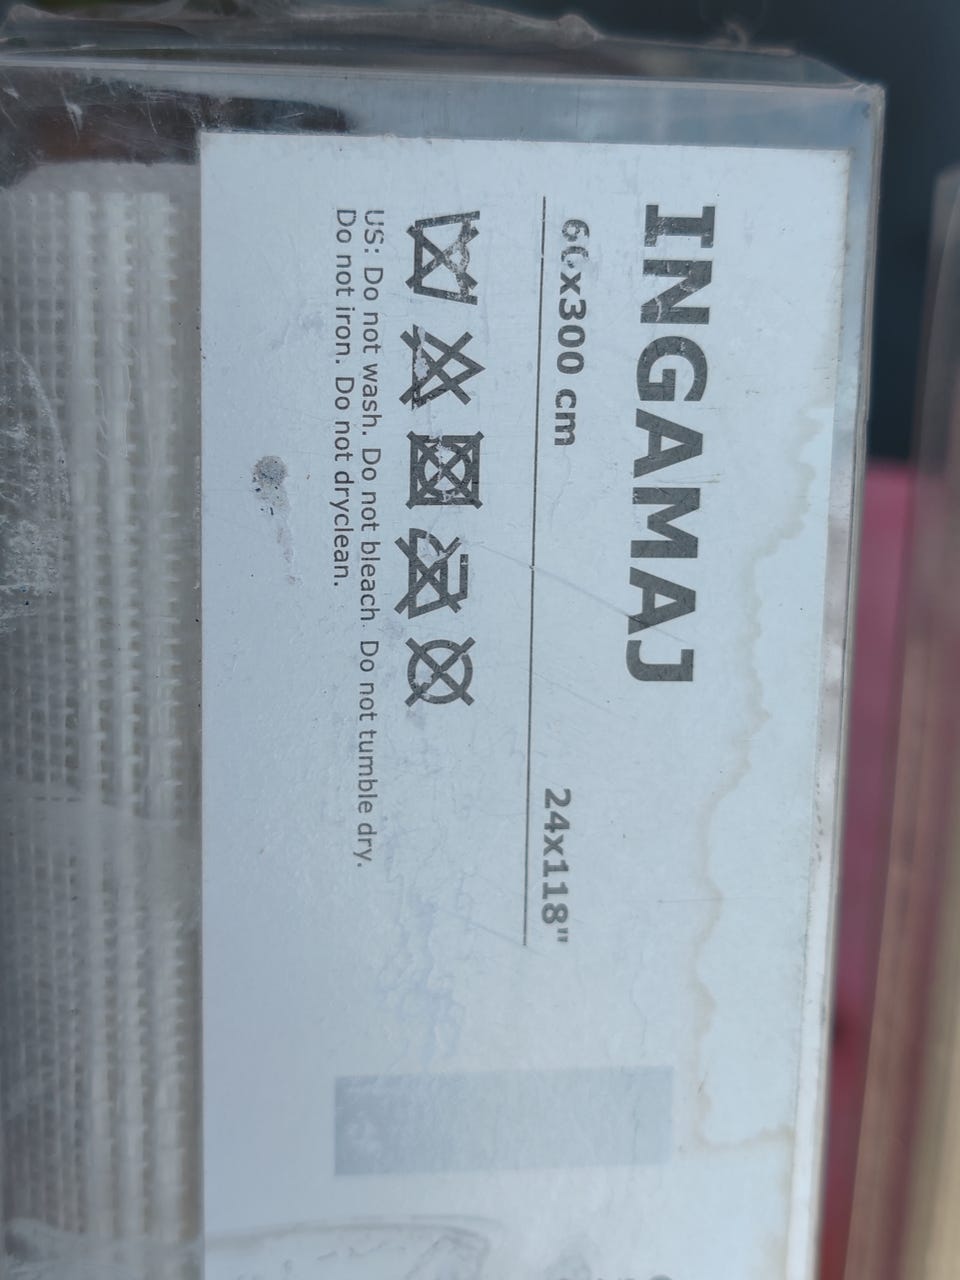 INGAMAJ
60x300 cm 24x118"
US: Do not wash. Do not bleach. Do not tumble dry.
Do not iron. Do not dryclean.